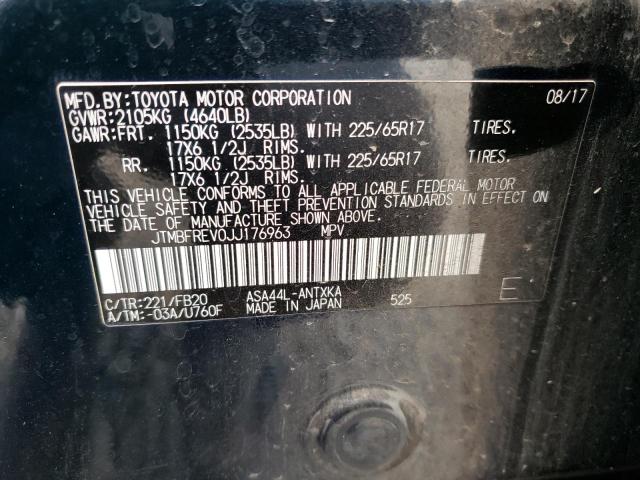 MFD.BY:TOYOTA MOTOR CORPORATION 08/17
GVWR:2105KG (4640LB)
GAWR:FRT. 1150KG (2535LB) WITH 225/65R17 TIRES.
17X6 1/2J RIMS.
RR. 1150KG (2535LB) WITH 225/65R17 TIRES.
17X6 1/2J RIMS.
THIS VEHICLE CONFORMS TO ALL APPLICABLE FEDERAL MOTOR
VEHICLE SAFETY AND THEFT PREVENTION STANDARDS IN EFFECT ON
THE DATE OF MANUFACTURE SHOWN ABOVE.
JTMBFREV0JJ176963 MPV
C/TR:221/FB20 ASA44L-ANTXKA 525 E
A/TM:-03A/U760F MADE IN JAPAN